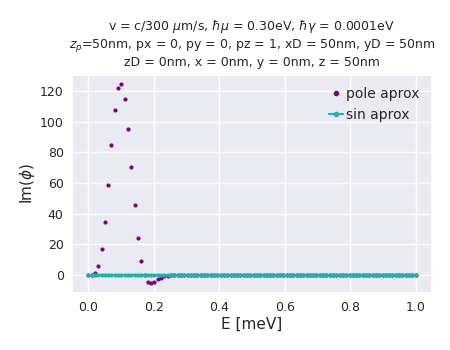 v = c/300 μm/s, ℏμ = 0.30eV, ℏγ = 0.0001eV
z_p=50nm, px = 0, py = 0, pz = 1, xD = 50nm, yD = 50nm
zD = 0nm, x = 0nm, y = 0nm, z = 50nm
pole aprox
sin aprox
Im(ϕ)
120
100
80
60
40
20
0
0.0 0.2 0.4 0.6 0.8 1.0
E [meV]